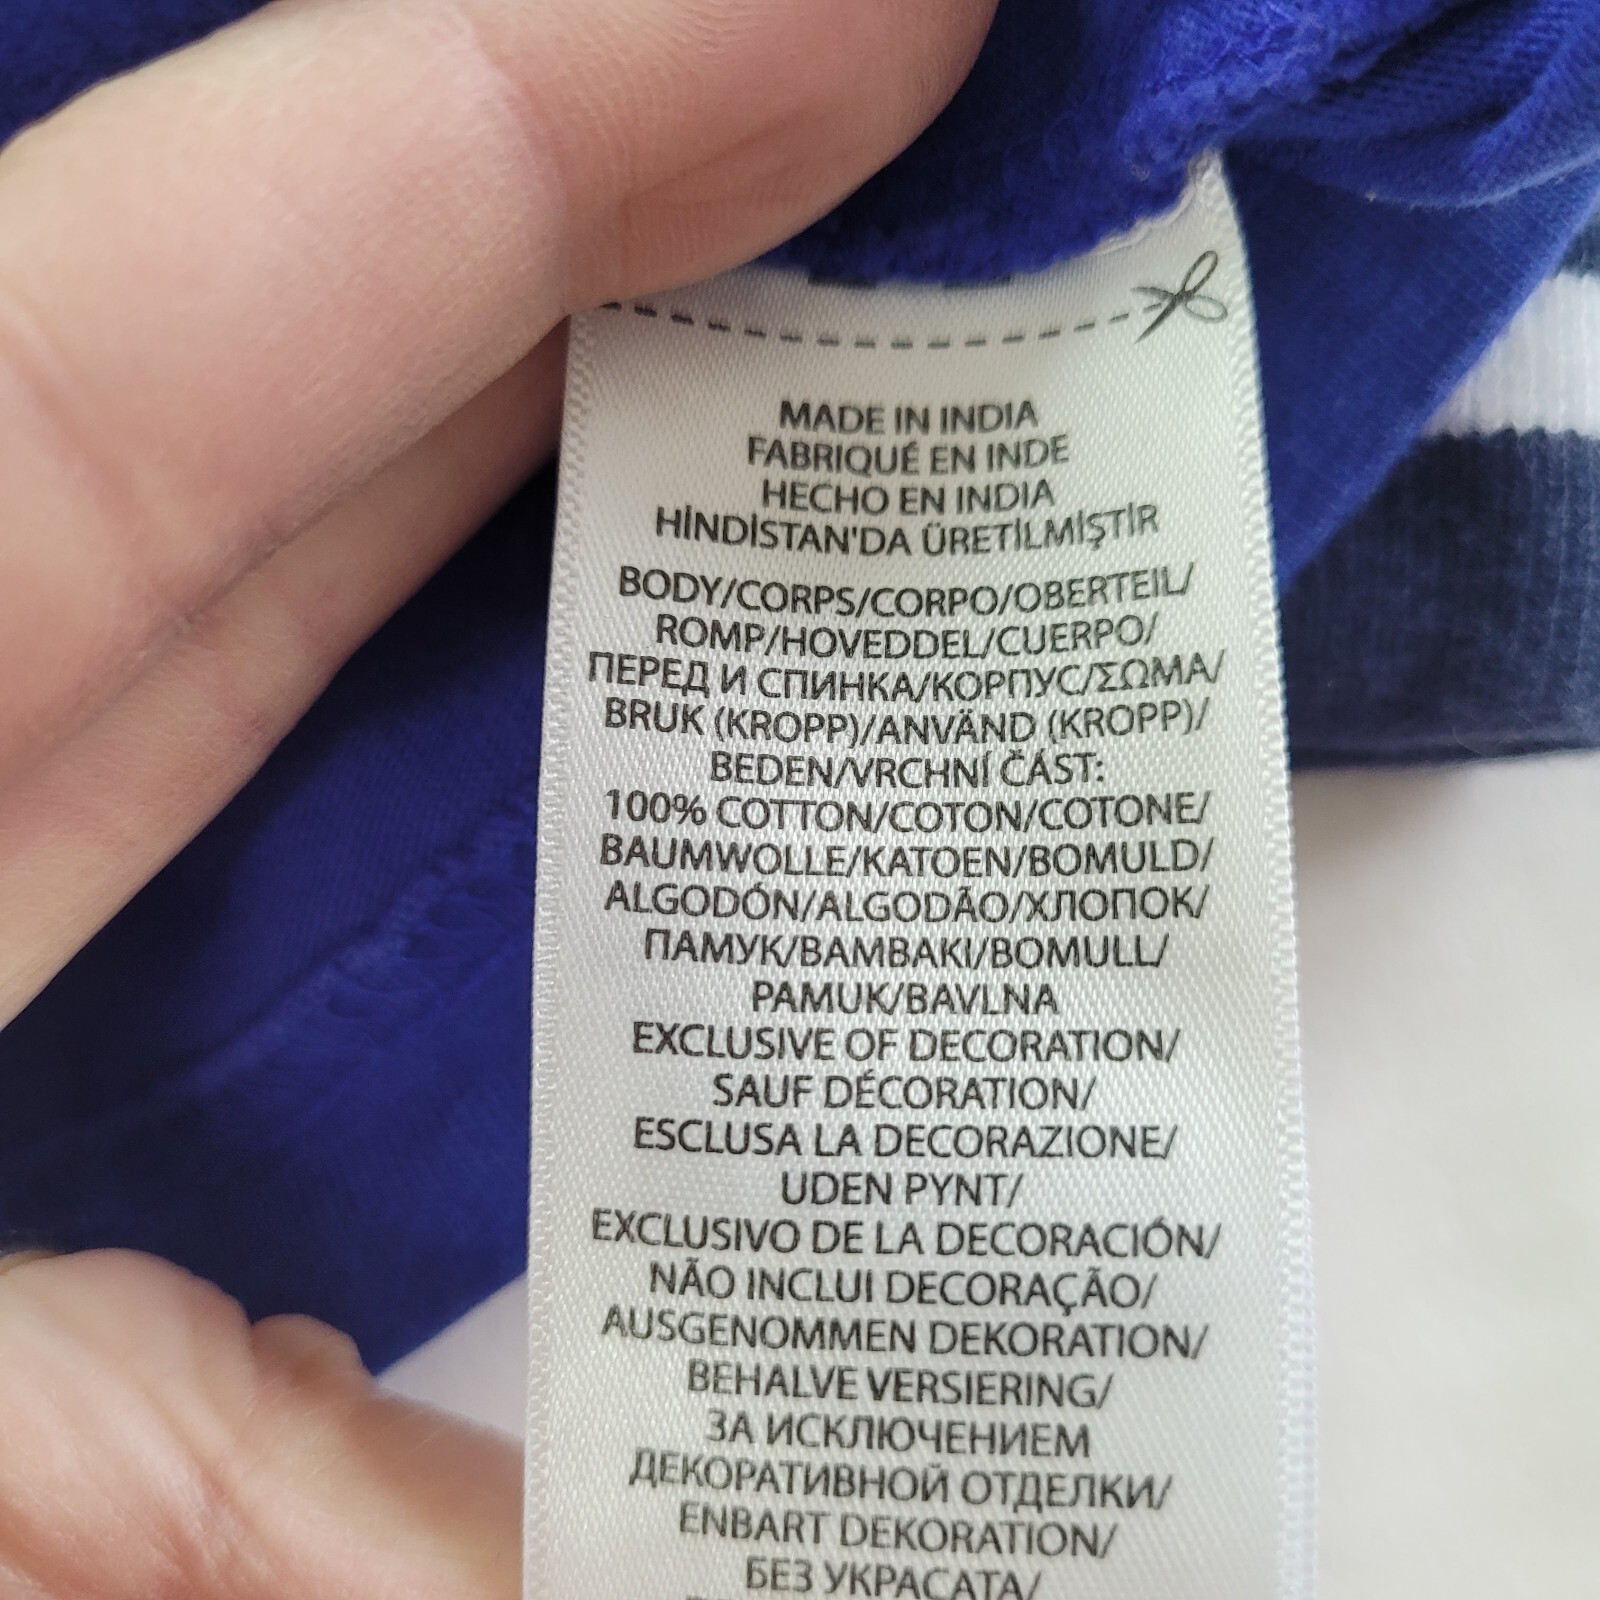 MADE IN INDIA
FABRIQUÉ EN INDE
HECHO EN INDIA
HİNDİSTAN'DA ÜRETİLMİŞTİR
BODY/CORPS/CORPO/OBERTEIL/
ROMP/HOVEDDEL/CUERPO/
ПЕРЕД И СПИНКА/КОРПУС/ΣΩΜΑ/
BRUK (KROPP)/ANVÄND (KROPP)/
BEDEN/VRCHNÍ ČÁST:
100% COTTON/COTON/COTONE/
BAUMWOLLE/KATOEN/BOMULD/
ALGODÓN/ALGODÃO/ХЛОПОК/
ПАМУК/BAMBAKI/BOMULL/
PAMUK/BAVLNA
EXCLUSIVE OF DECORATION/
SAUF DÉCORATION/
ESCLUSA LA DECORAZIONE/
UDEN PYNT/
EXCLUSIVO DE LA DECORACIÓN/
NÃO INCLUI DECORAÇÃO/
AUSGENOMMEN DEKORATION/
BEHALVE VERSIERING/
ЗА ИСКЛЮЧЕНИЕМ
ДЕКОРАТИВНОЙ ОТДЕЛКИ/
ENBART DEKORATION/
БЕЗ УКРАСАТА/